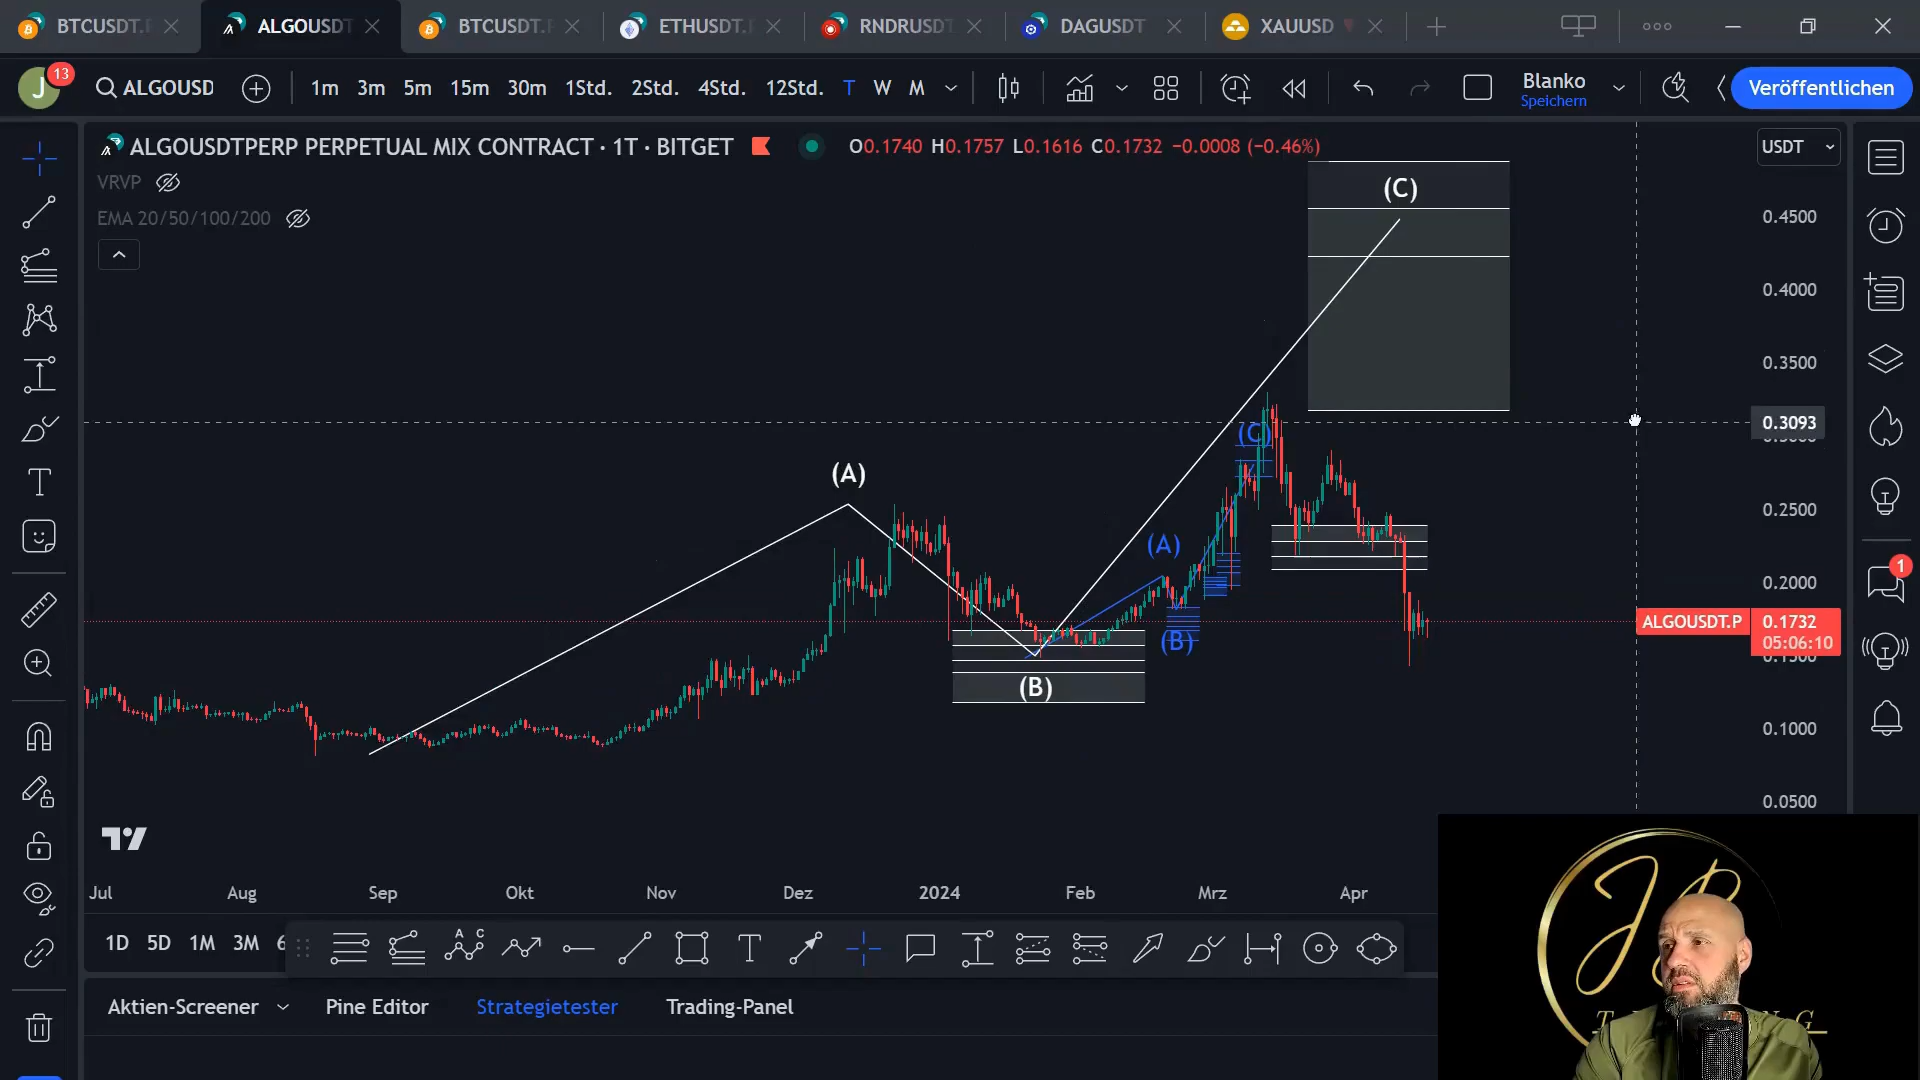 BTCUSDT.
ALGOUSDT
BTCUSDT.F
ETHUSDT.
RNDRUSDT
DAGUSDT
XAUUSD
J
13
ALGOUSD
1m 3m 5m 15m 30m 1Std. 2Std. 4Std. 12Std. T W M
Blanko
Speichern
Veröffentlichen
ALGOUSDTPERP PERPETUAL MIX CONTRACT · 1T · BITGET
O0.1740 H0.1757 L0.1616 C0.1732 −0.0008 (−0.46%)
USDT
VRVP
EMA 20/50/100/200
(C)
0.4500
0.4000
0.3500
0.3093
(C)
(A)
0.2500
(A)
0.2000
ALGOUSDT.P
0.1732
05:06:10
0.1500
(B)
(B)
0.1000
0.0500
1
Jul Aug Sep Okt Nov Dez 2024 Feb Mrz Apr
1D 5D 1M 3M 6
A C
Aktien-Screener Pine Editor Strategietester Trading-Panel